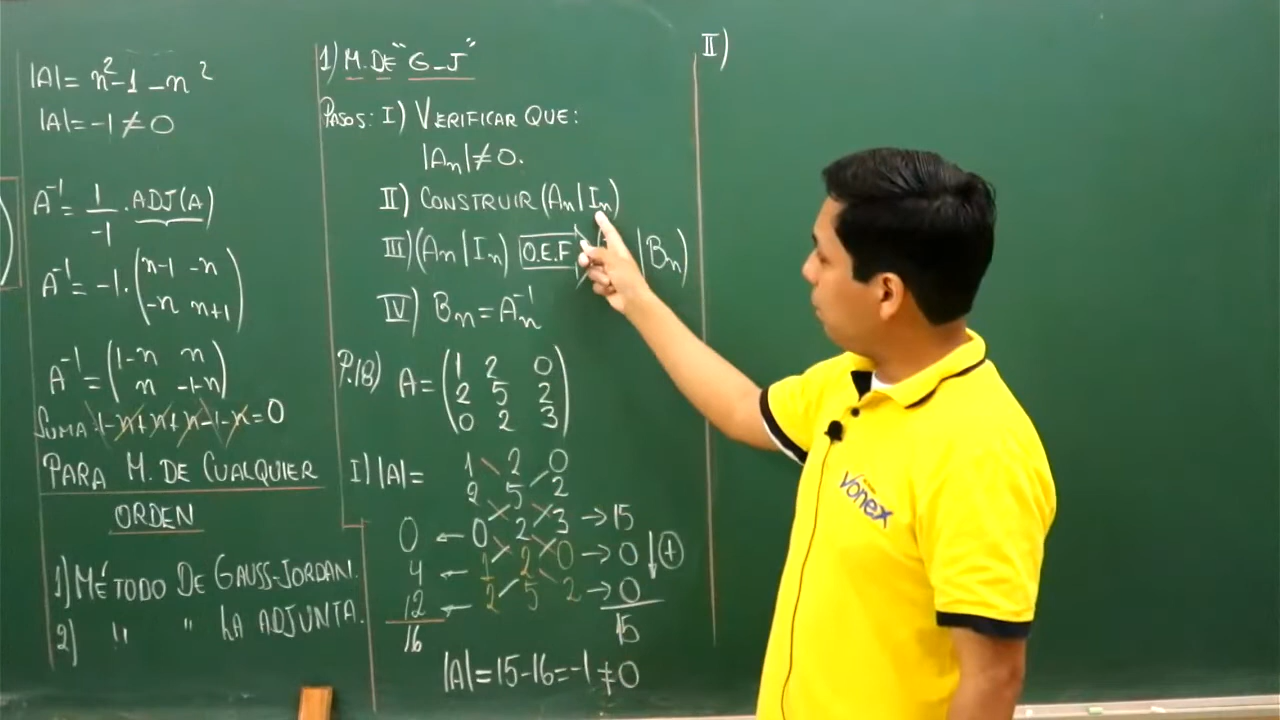 |A|= n²-1-n²
|A|=-1≠0
A⁻¹= 1/-1 . ADJ(A)
A⁻¹=-1.(n-1 -n
-n n+1)
A⁻¹=(1-n n
n -1-n)
SUMA: 1-n+n+n-1-n=0
PARA M. DE CUALQUIER
ORDEN
1) MÉTODO DE GAUSS-JORDAN.
2) " " LA ADJUNTA.
1) M. DE "G-J"
PASOS: I) VERIFICAR QUE:
|Aₙ|≠0.
II) CONSTRUIR (Aₙ|Iₙ)
III) (Aₙ|Iₙ) O.E.F |Bₙ)
IV) Bₙ=Aₙ⁻¹
P.18) A=(1 2 0
2 5 2
0 2 3)
I) |A|= 1 2 0
2 5 2
0 ← 0 2 3 → 15
4 ← 1 2 0 → 0 ↓(+)
12 ← 2 5 2 → 0
16 15
|A|=15-16=-1≠0
II)
vonex